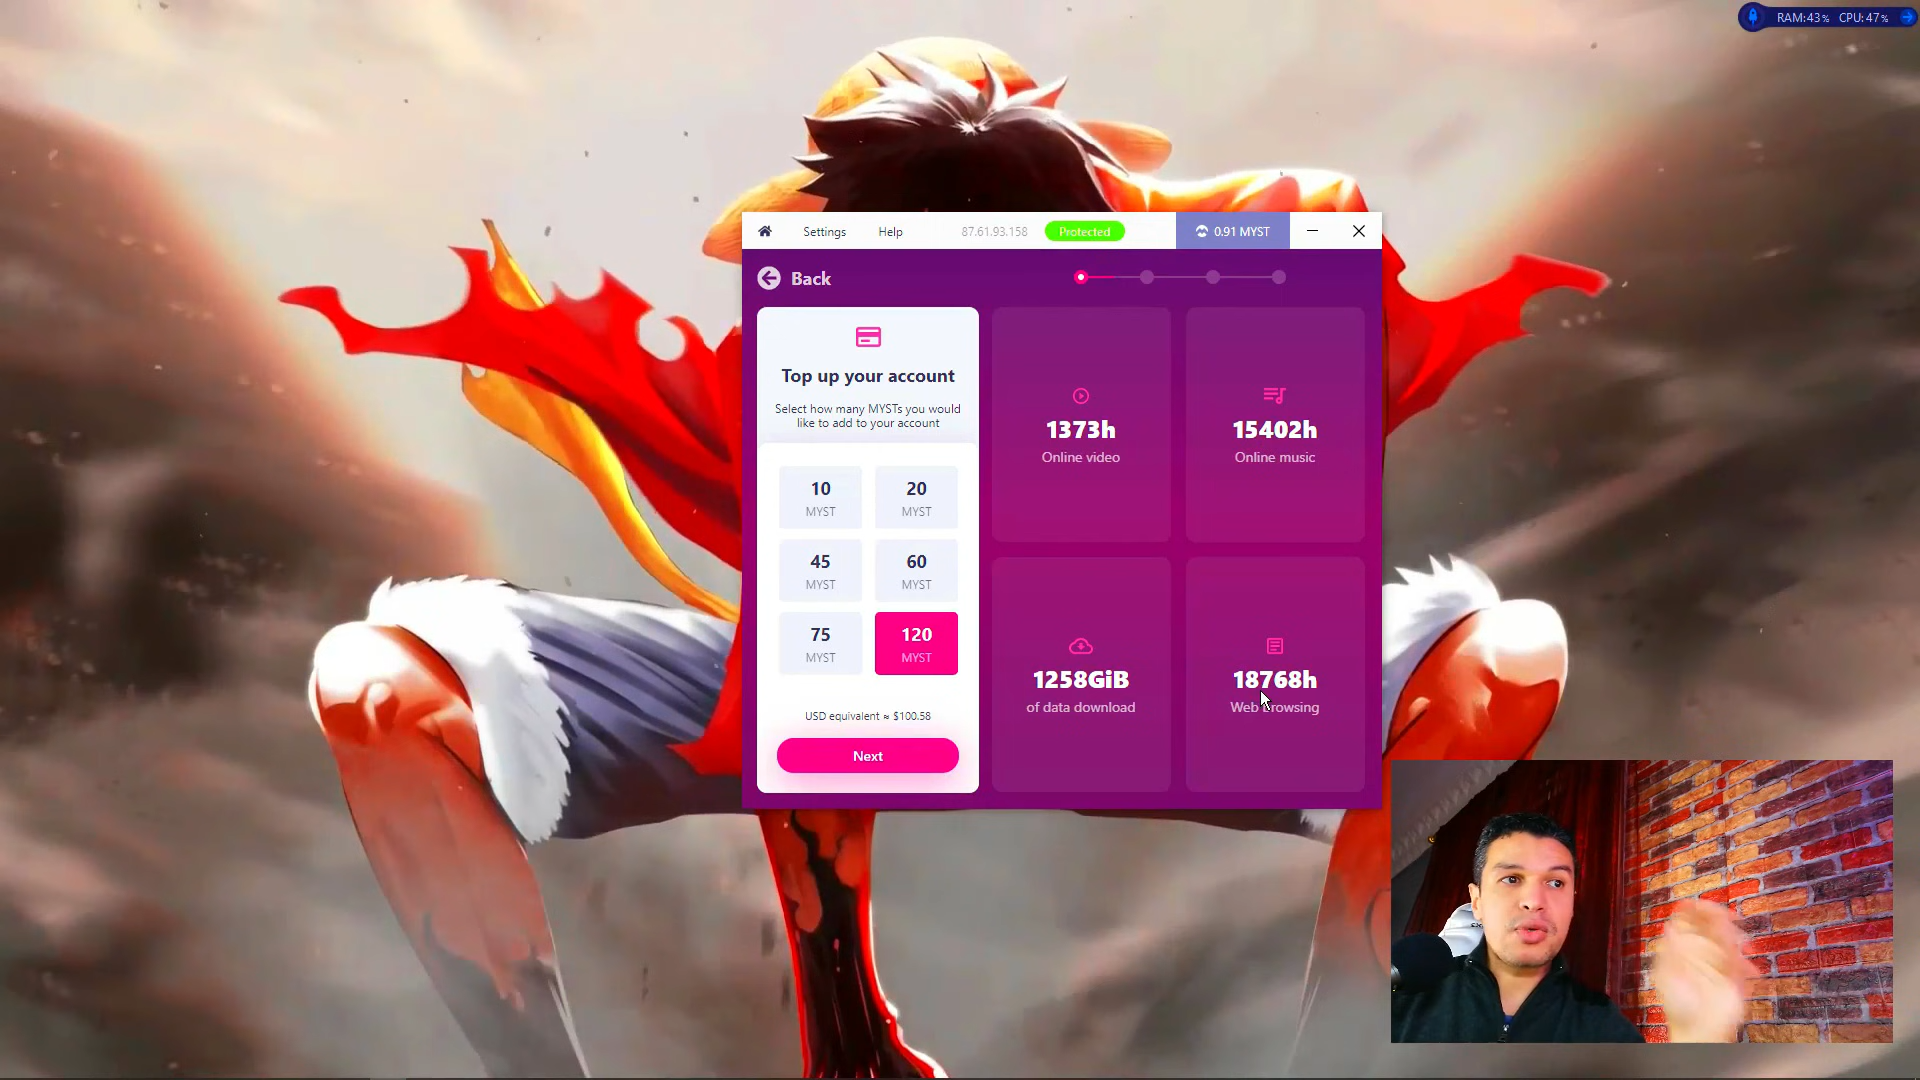 RAM:43% CPU:47%
Settings Help 87.61.93.158 Protected 0.91 MYST
Back
Top up your account
Select how many MYSTs you would
like to add to your account
10
MYST
20
MYST
45
MYST
60
MYST
75
MYST
120
MYST
USD equivalent ≈ $100.58
Next
1373h
Online video
15402h
Online music
1258GiB
of data download
18768h
Web browsing